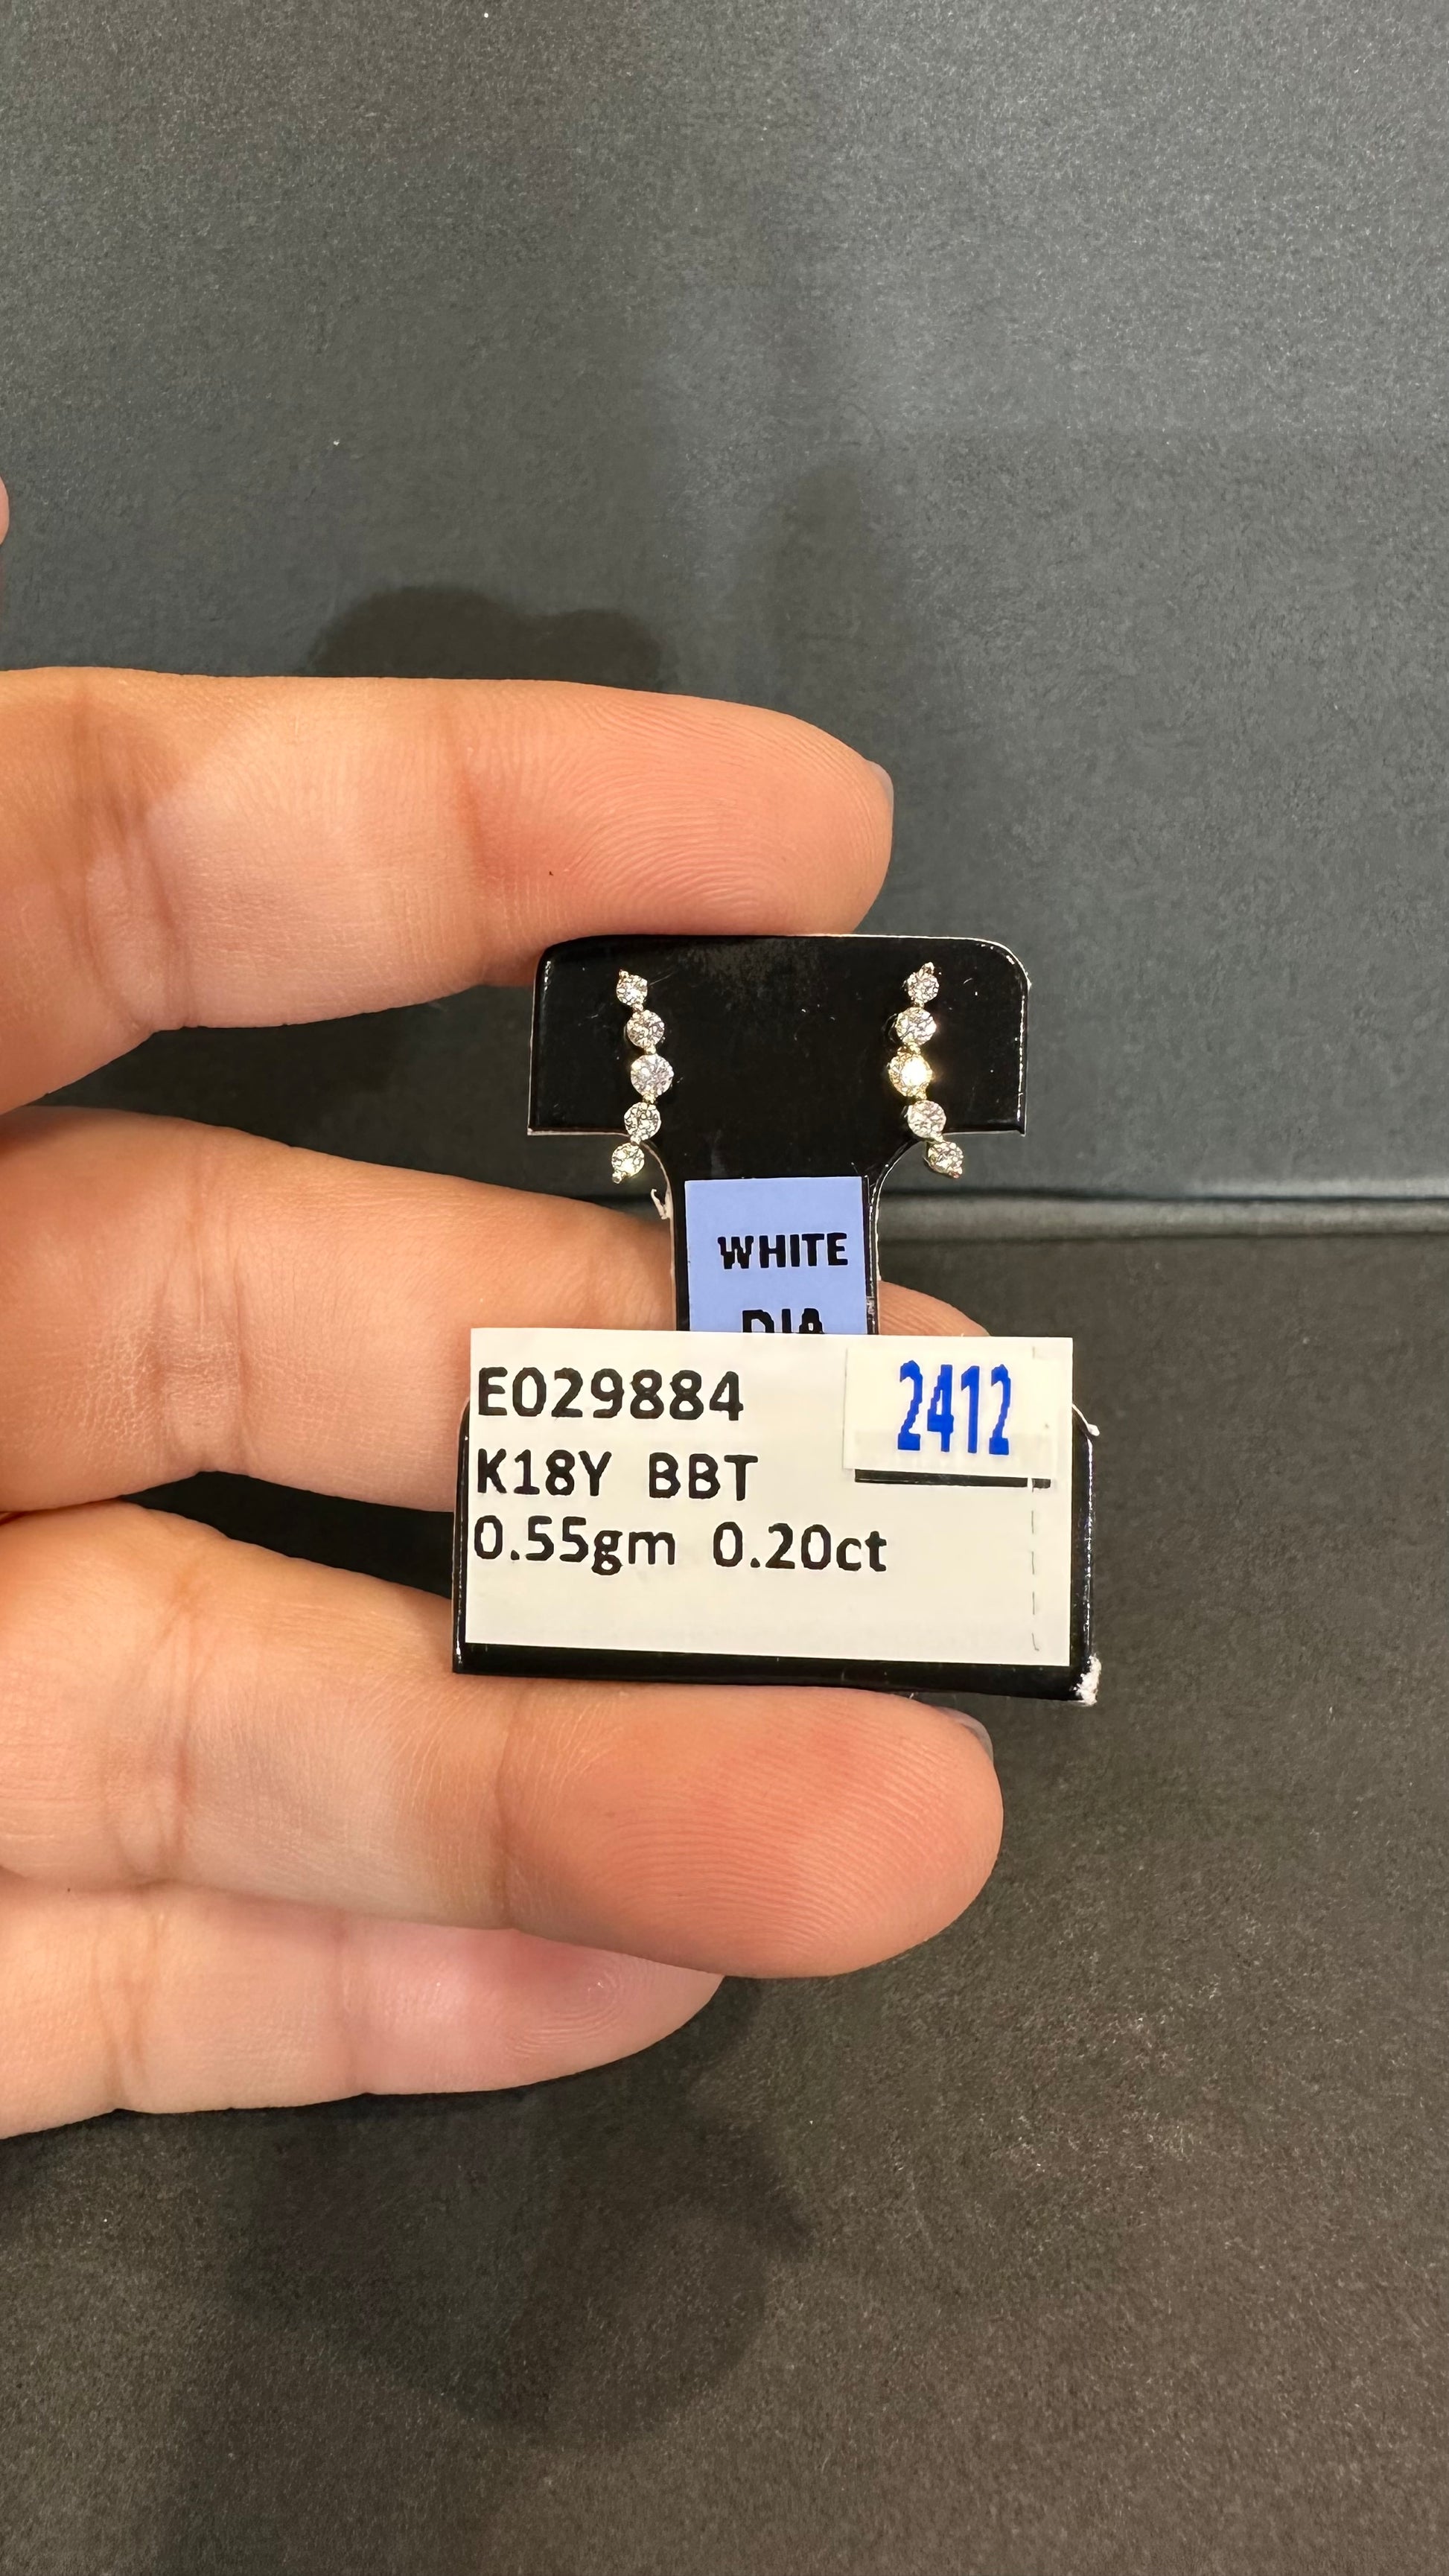 WHITE
DIA
E029884 2412
K18Y BBT
0.55gm 0.20ct